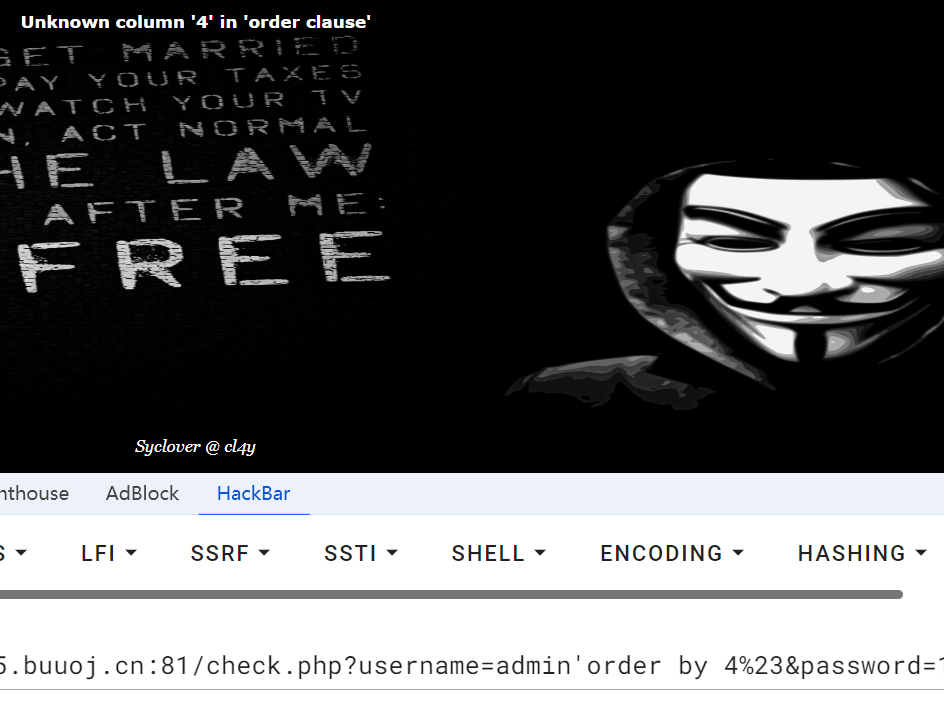 Unknown column '4' in 'order clause'
GET MARRIED
PAY YOUR TAXES
WATCH YOUR TV
N, ACT NORMAL
HE LAW
AFTER ME:
FREE
Syclover @ cl4y
hthouse AdBlock HackBar
S LFI SSRF SSTI SHELL ENCODING HASHING
5.buuoj.cn:81/check.php?username=admin'order by 4%23&password=1